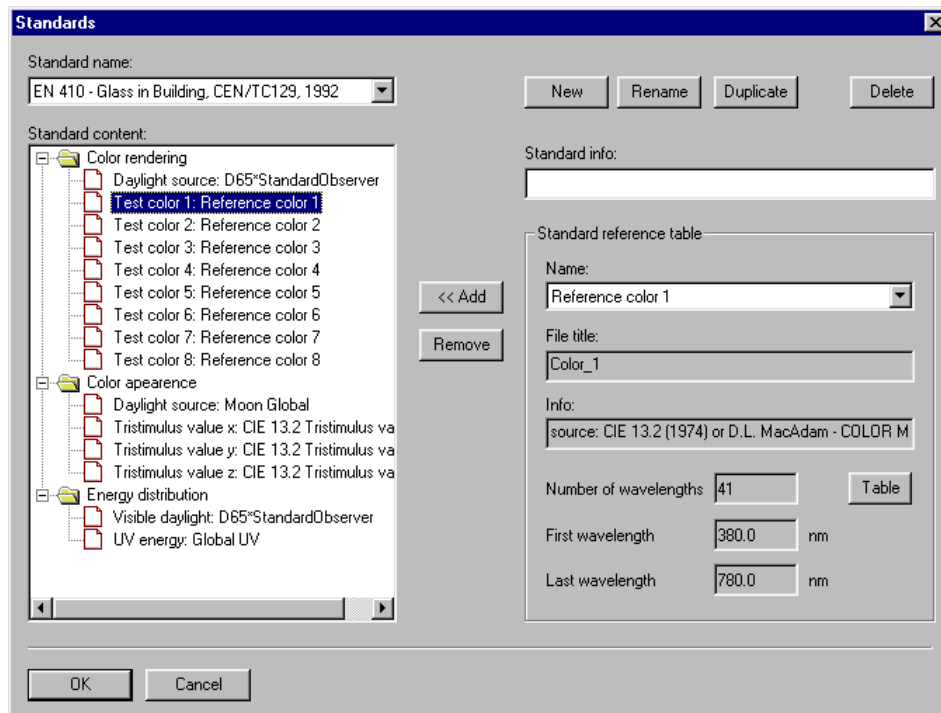 Standards
Standard name:
EN 410 - Glass in Building, CEN/TC129, 1992
New
Rename
Duplicate
Delete
Standard content:
Color rendering
Daylight source: D65*StandardObserver
Test color 1: Reference color 1
Test color 2: Reference color 2
Test color 3: Reference color 3
Test color 4: Reference color 4
Test color 5: Reference color 5
Test color 6: Reference color 6
Test color 7: Reference color 7
Test color 8: Reference color 8
Color apearence
Daylight source: Moon Global
Tristimulus value x: CIE 13.2 Tristimulus va
Tristimulus value y: CIE 13.2 Tristimulus va
Tristimulus value z: CIE 13.2 Tristimulus va
Energy distribution
Visible daylight: D65*StandardObserver
UV energy: Global UV
<< Add
Remove
Standard info:
Standard reference table
Name:
Reference color 1
File title:
Color_1
Info:
source: CIE 13.2 (1974) or D.L. MacAdam - COLOR M
Number of wavelengths 41 Table
First wavelength 380.0 nm
Last wavelength 780.0 nm
OK
Cancel